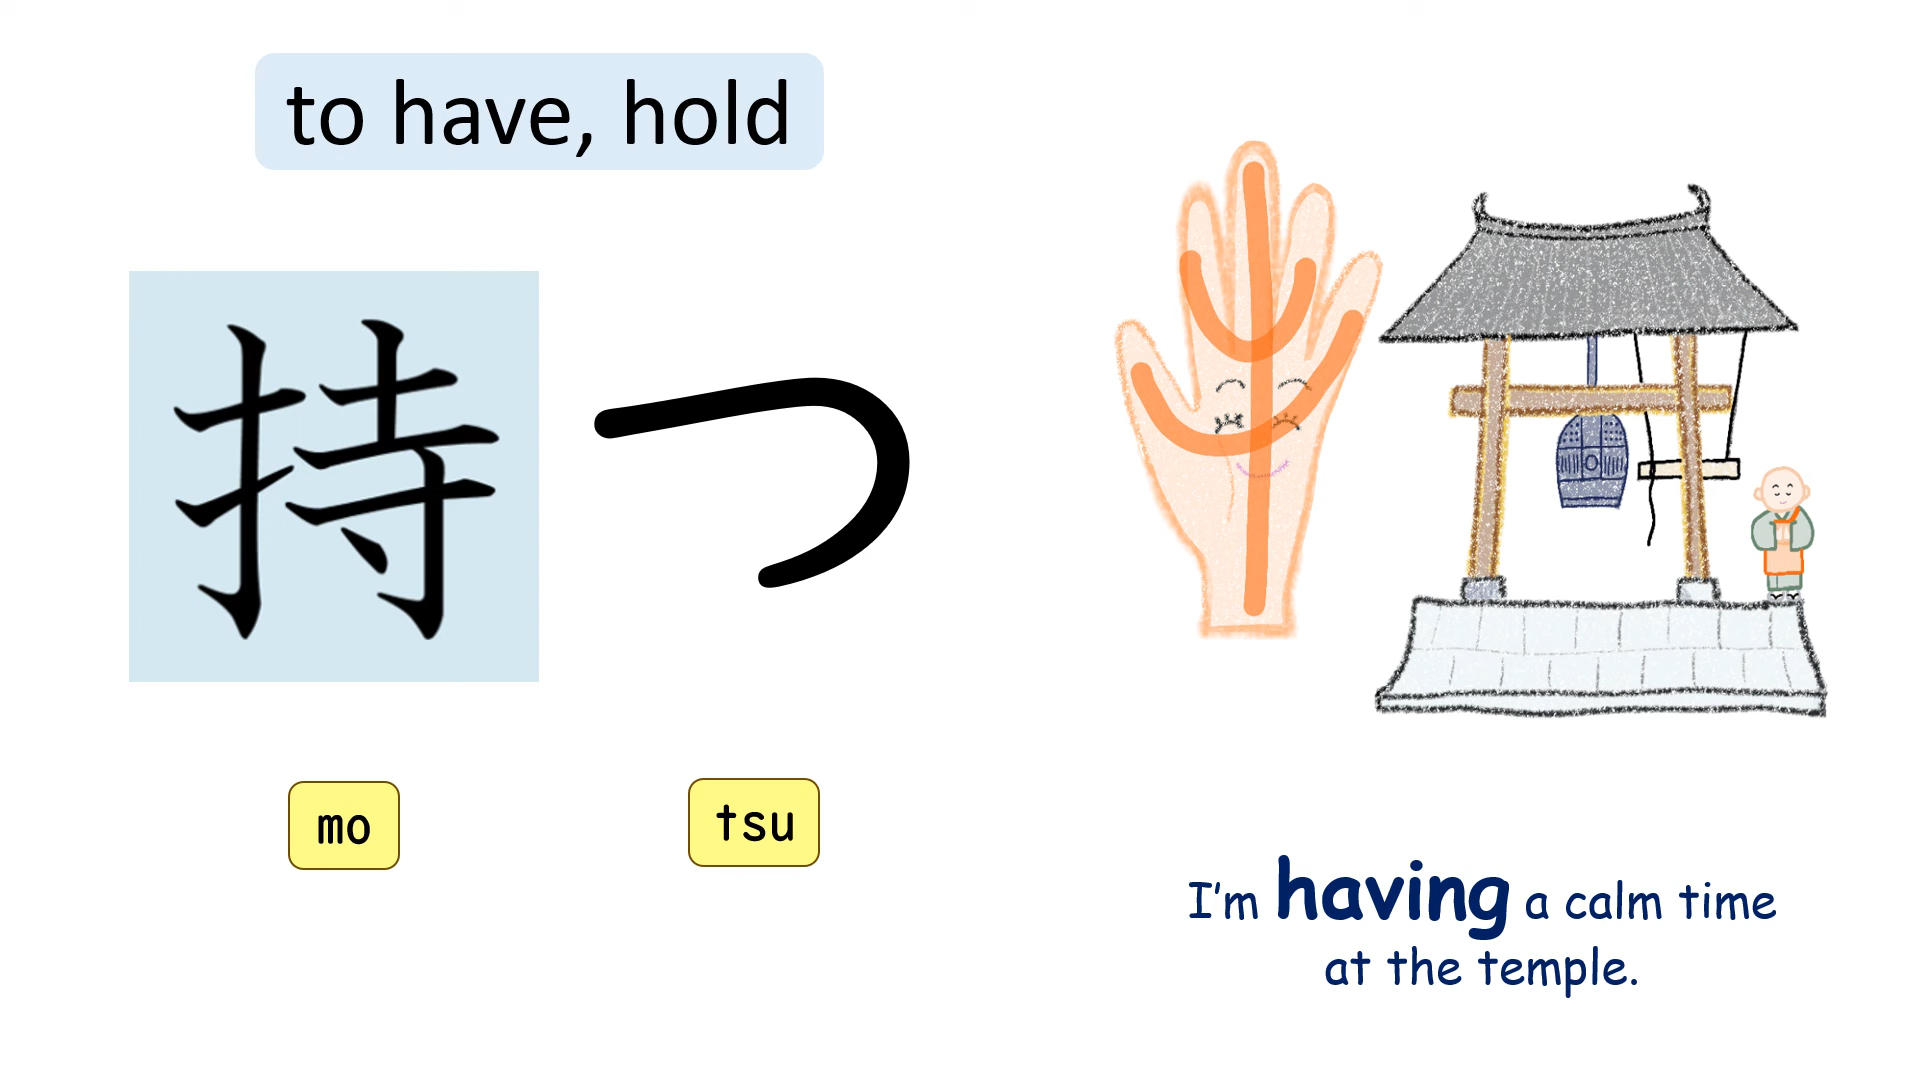 to have, hold
持つ
mo
tsu
I'm having a calm time
at the temple.